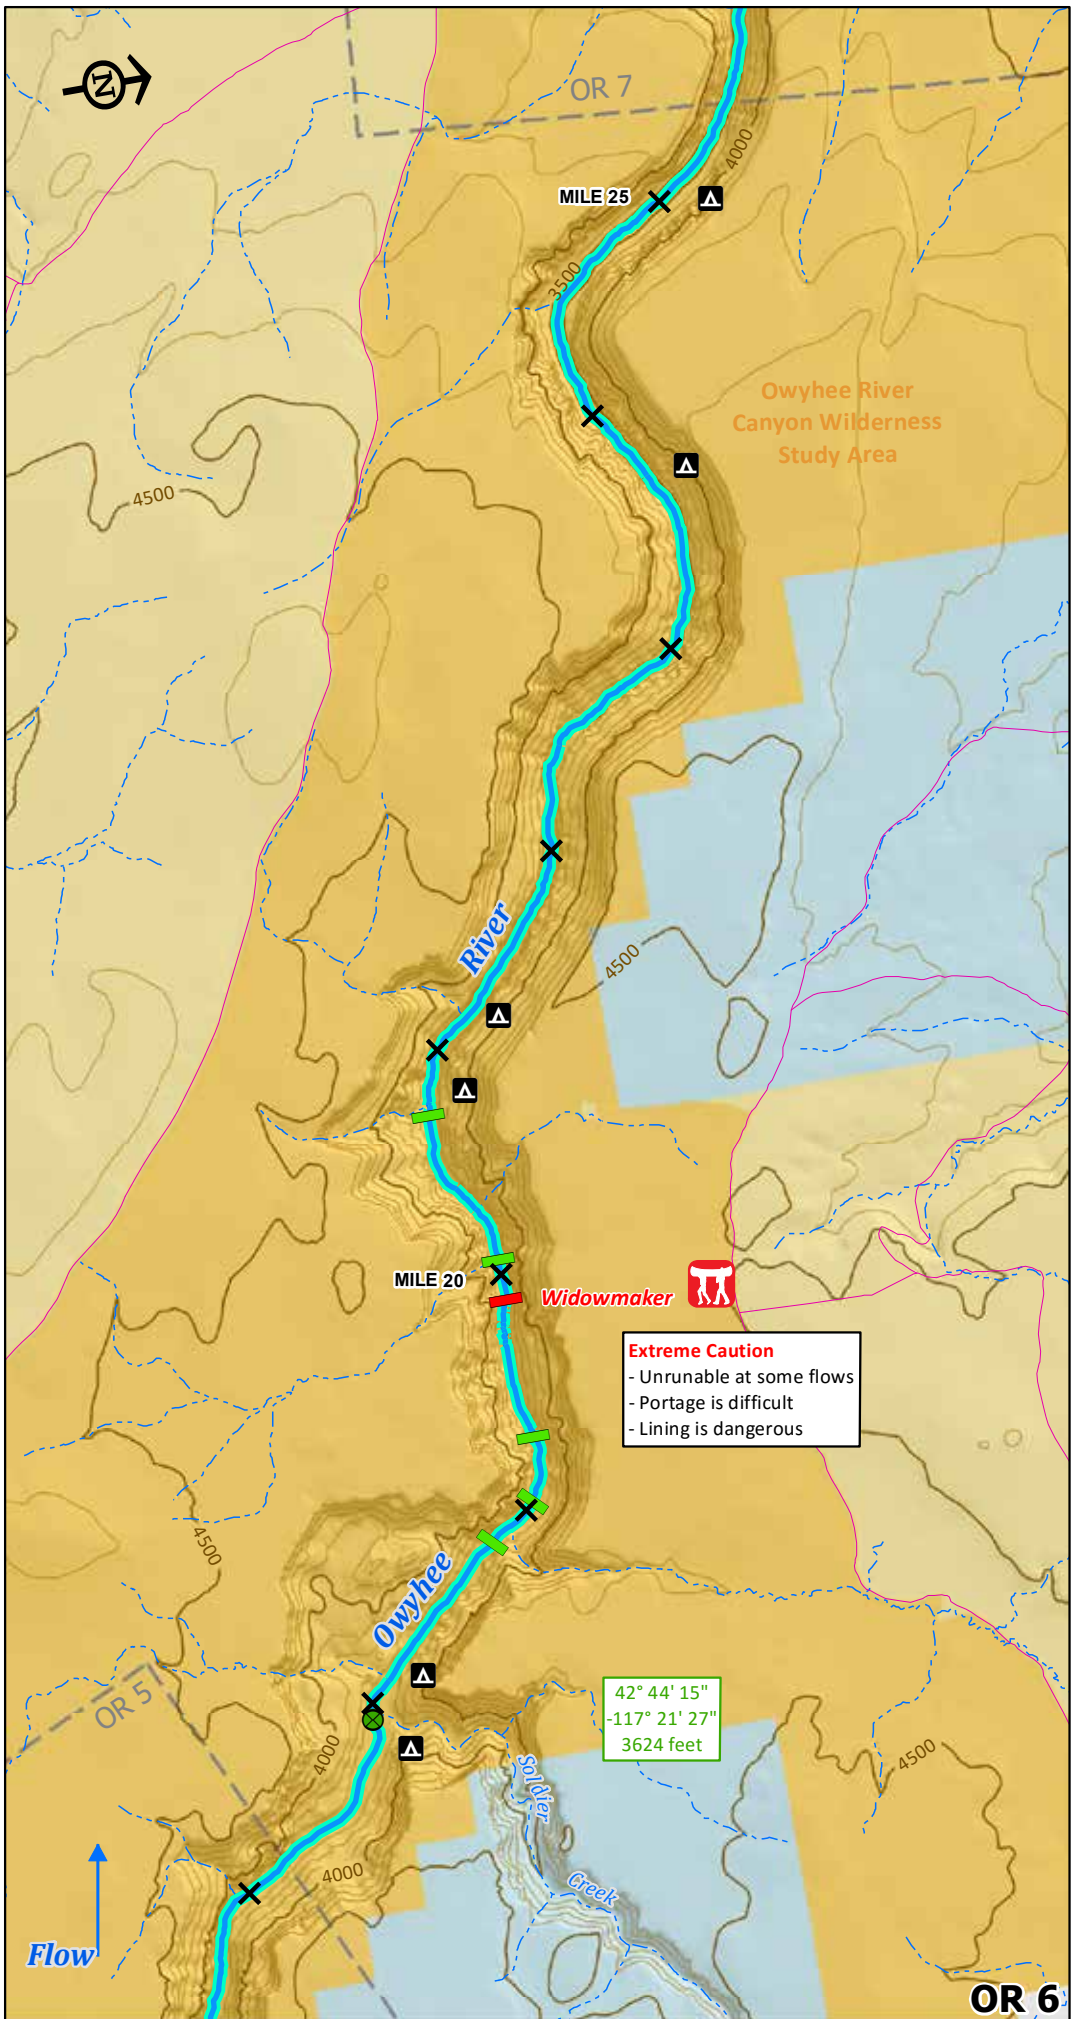 N
OR 7
4000
MILE 25
3500
Owyhee River
Canyon Wilderness
Study Area
4500
River
4500
MILE 20
Widowmaker
Extreme Caution
- Unrunable at some flows
- Portage is difficult
- Lining is dangerous
4500
Owyhee
OR 5
42° 44' 15"
-117° 21' 27"
3624 feet
4000
Soldier
4500
4000
Creek
Flow
OR 6